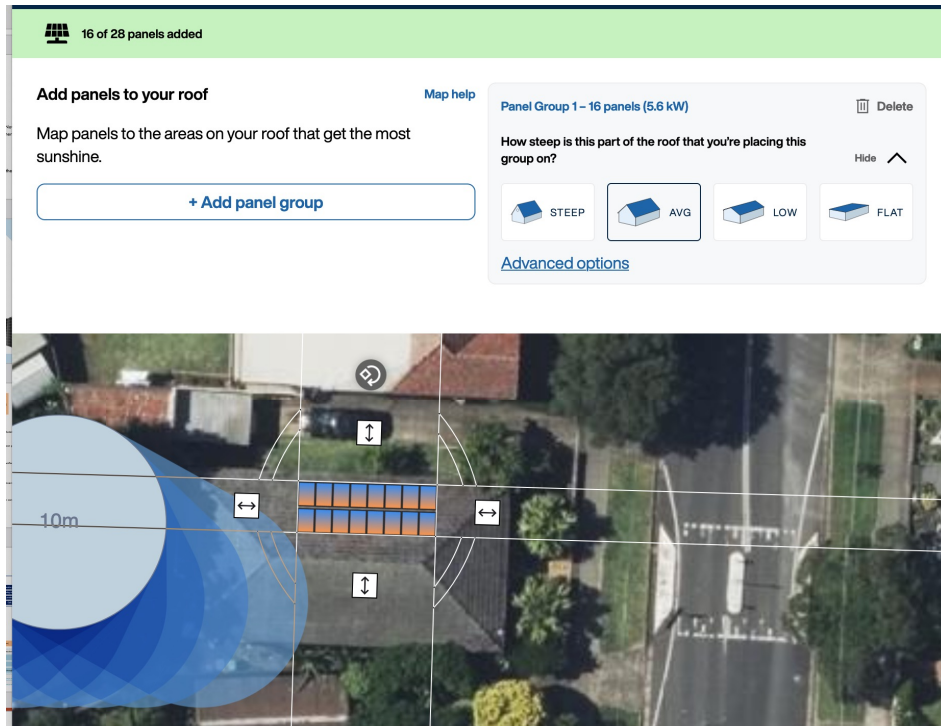 16 of 28 panels added
Add panels to your roof
Map help
Map panels to the areas on your roof that get the most
sunshine.
+ Add panel group
Panel Group 1 – 16 panels (5.6 kW)
Delete
How steep is this part of the roof that you're placing this
group on?
Hide
STEEP
AVG
LOW
FLAT
Advanced options
10m